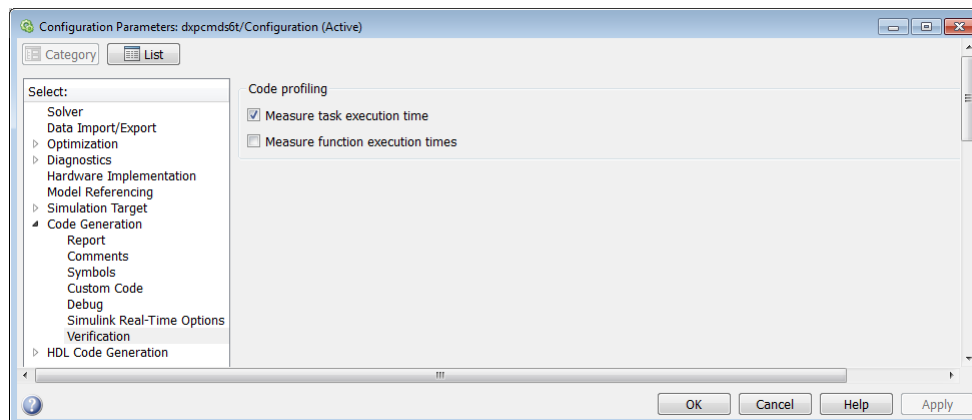 Configuration Parameters: dxpcmds6t/Configuration (Active)
Category
List
Select:
Solver
Data Import/Export
Optimization
Diagnostics
Hardware Implementation
Model Referencing
Simulation Target
Code Generation
Report
Comments
Symbols
Custom Code
Debug
Simulink Real-Time Options
Verification
HDL Code Generation
Code profiling
Measure task execution time
Measure function execution times
OK
Cancel
Help
Apply